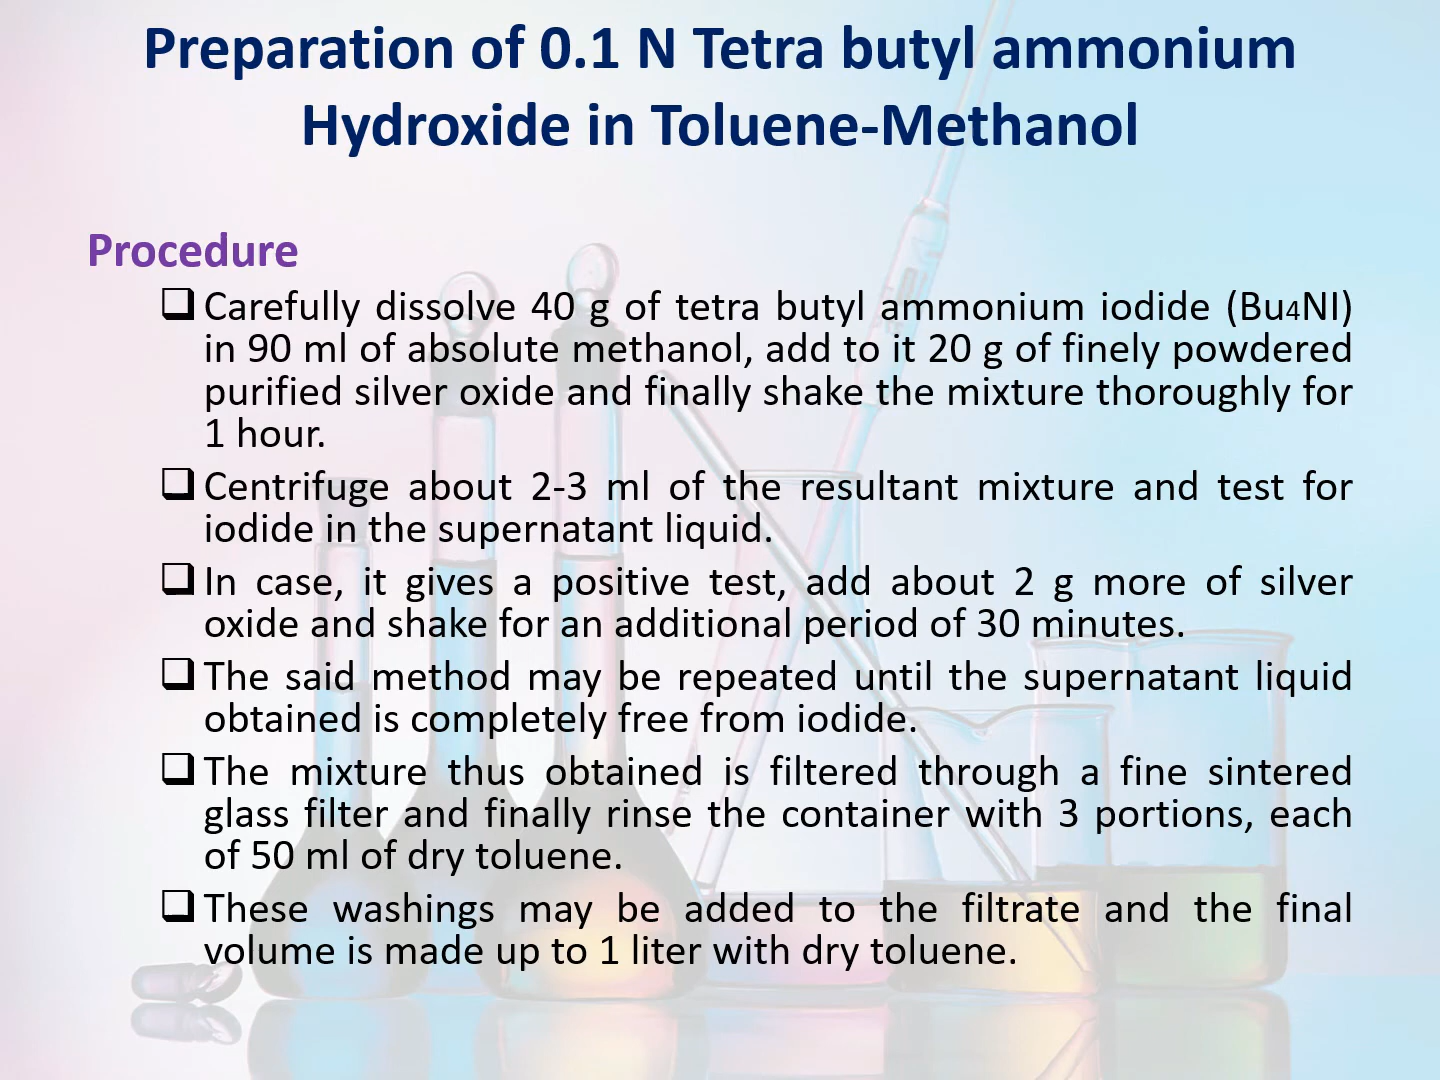 Preparation of 0.1 N Tetra butyl ammonium
Hydroxide in Toluene-Methanol
Procedure
❑ Carefully dissolve 40 g of tetra butyl ammonium iodide (Bu4NI)
in 90 ml of absolute methanol, add to it 20 g of finely powdered
purified silver oxide and finally shake the mixture thoroughly for
1 hour.
❑ Centrifuge about 2-3 ml of the resultant mixture and test for
iodide in the supernatant liquid.
❑ In case, it gives a positive test, add about 2 g more of silver
oxide and shake for an additional period of 30 minutes.
❑ The said method may be repeated until the supernatant liquid
obtained is completely free from iodide.
❑ The mixture thus obtained is filtered through a fine sintered
glass filter and finally rinse the container with 3 portions, each
of 50 ml of dry toluene.
❑ These washings may be added to the filtrate and the final
volume is made up to 1 liter with dry toluene.